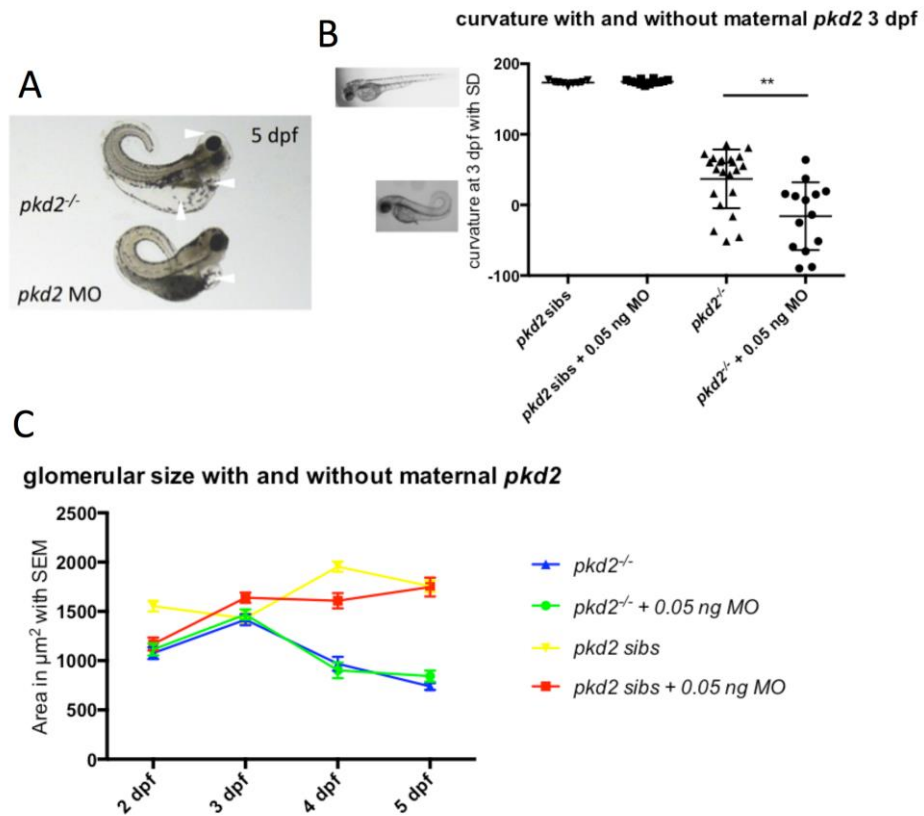 A
5 dpf
pkd2-/-
pkd2 MO
B
curvature with and without maternal pkd2 3 dpf
curvature at 3 dpf with SD
200
100
0
-100
**
pkd2 sibs
pkd2 sibs + 0.05 ng MO
pkd2-/-
pkd2-/- + 0.05 ng MO
C
glomerular size with and without maternal pkd2
Area in µm2 with SEM
2500
2000
1500
1000
500
0
2 dpf
3 dpf
4 dpf
5 dpf
pkd2-/-
pkd2-/- + 0.05 ng MO
pkd2 sibs
pkd2 sibs + 0.05 ng MO